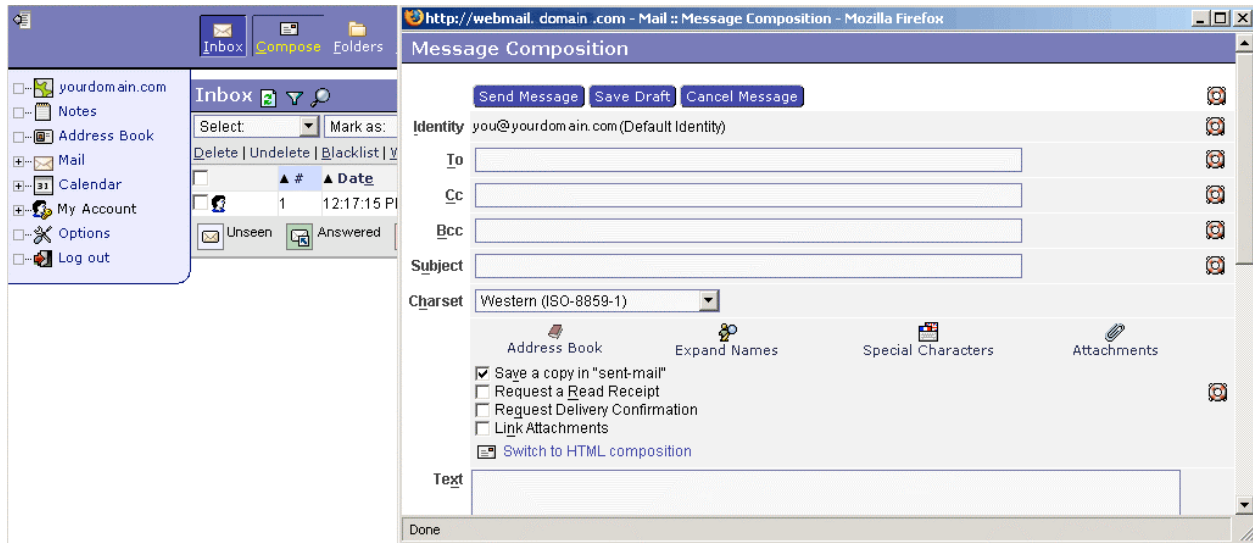 Inbox Compose Folders
yourdomain.com
Notes
Address Book
Mail
31 Calendar
My Account
Options
Log out
Inbox
Select: Mark as:
Delete | Undelete | Blacklist |
# Date
1 12:17:15
Unseen Answered
http://webmail. domain .com - Mail :: Message Composition - Mozilla Firefox
Message Composition
Send Message Save Draft Cancel Message
Identity you@yourdomain.com (Default Identity)
To
Cc
Bcc
Subject
Charset Western (ISO-8859-1)
Address Book Expand Names Special Characters Attachments
Save a copy in "sent-mail"
Request a Read Receipt
Request Delivery Confirmation
Link Attachments
Switch to HTML composition
Text
Done